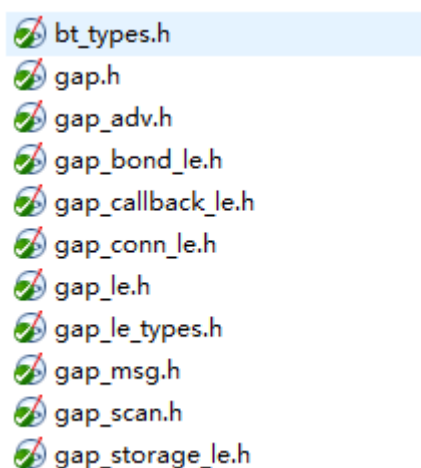 bt_types.h
gap.h
gap_adv.h
gap_bond_le.h
gap_callback_le.h
gap_conn_le.h
gap_le.h
gap_le_types.h
gap_msg.h
gap_scan.h
gap_storage_le.h